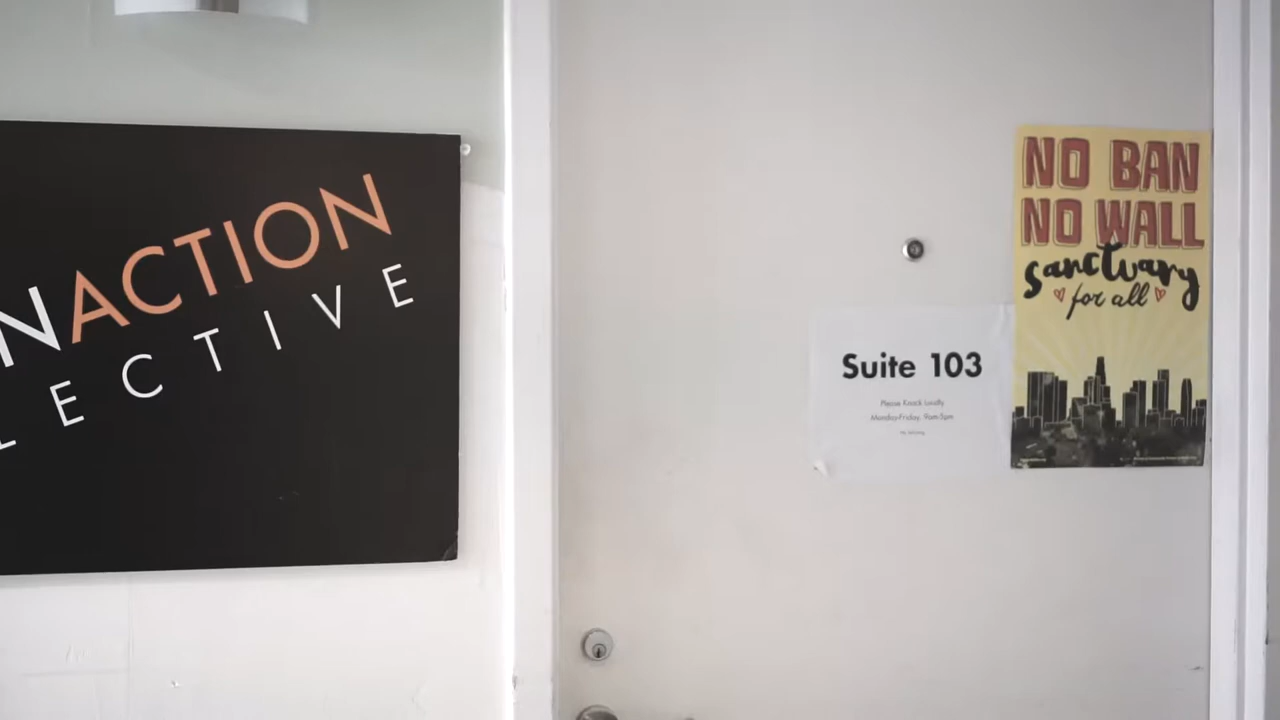 NACTION
LECTIVE
Suite 103
Please Knock Loudly
Monday-Friday, 9am-5pm
NO BAN
NO WALL
sanctuary
for all